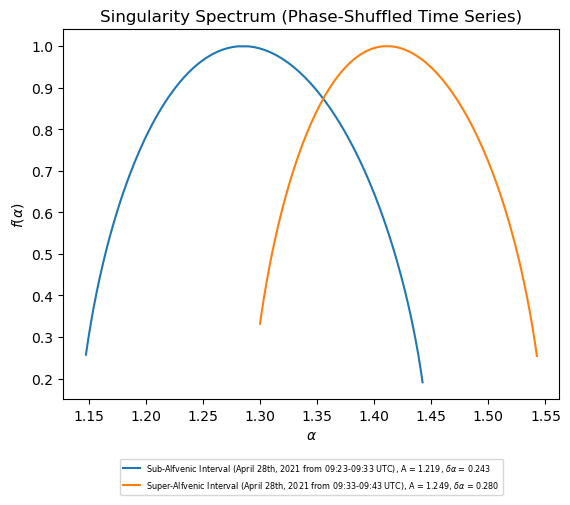 Singularity Spectrum (Phase-Shuffled Time Series)
1.0
0.9
0.8
0.7
0.6
0.5
0.4
0.3
0.2
f(α)
1.15 1.20 1.25 1.30 1.35 1.40 1.45 1.50 1.55
α
Sub-Alfvenic Interval (April 28th, 2021 from 09:23-09:33 UTC), A = 1.219, δα = 0.243
Super-Alfvenic Interval (April 28th, 2021 from 09:33-09:43 UTC), A = 1.249, δα = 0.280